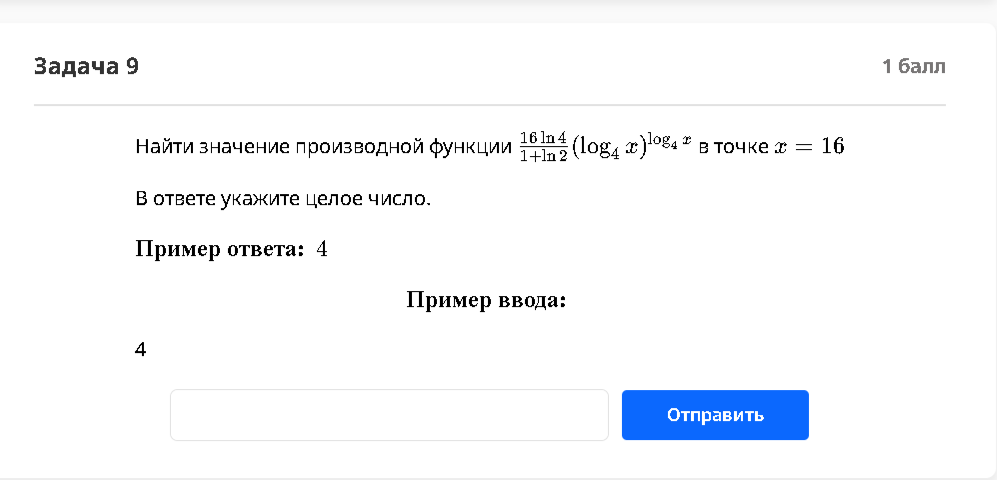 Задача 9
1 балл
Найти значение производной функции $\frac{16 \ln 4}{1+\ln 2}(\log_4 x)^{\log_4 x}$ в точке $x = 16$
В ответе укажите целое число.
Пример ответа: 4
Пример ввода:
4
Отправить